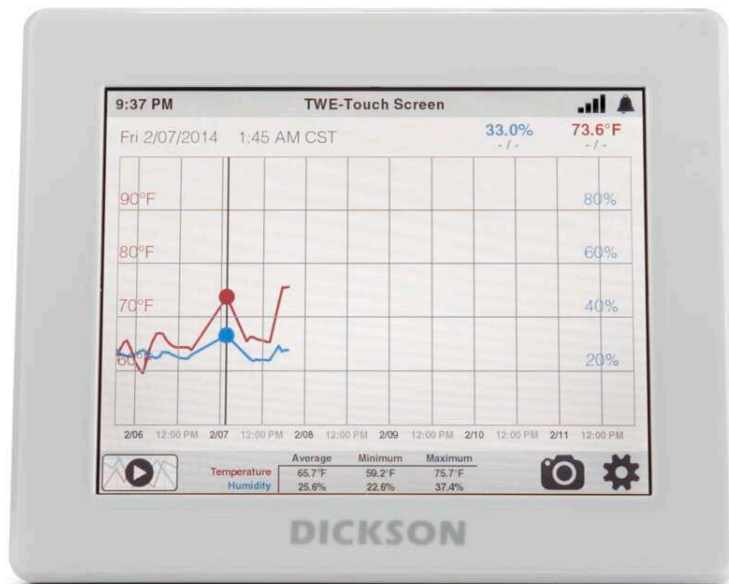 9:37 PM TWE-Touch Screen
Fri 2/07/2014 1:45 AM CST 33.0% 73.6°F
- / - - / -
90°F 80%
80°F 60%
70°F 40%
60°F 20%
2/06 12:00 PM 2/07 12:00 PM 2/08 12:00 PM 2/09 12:00 PM 2/10 12:00 PM 2/11 12:00 PM
Average Minimum Maximum
Temperature 65.7°F 59.2°F 75.7°F
Humidity 25.6% 22.6% 37.4%
DICKSON